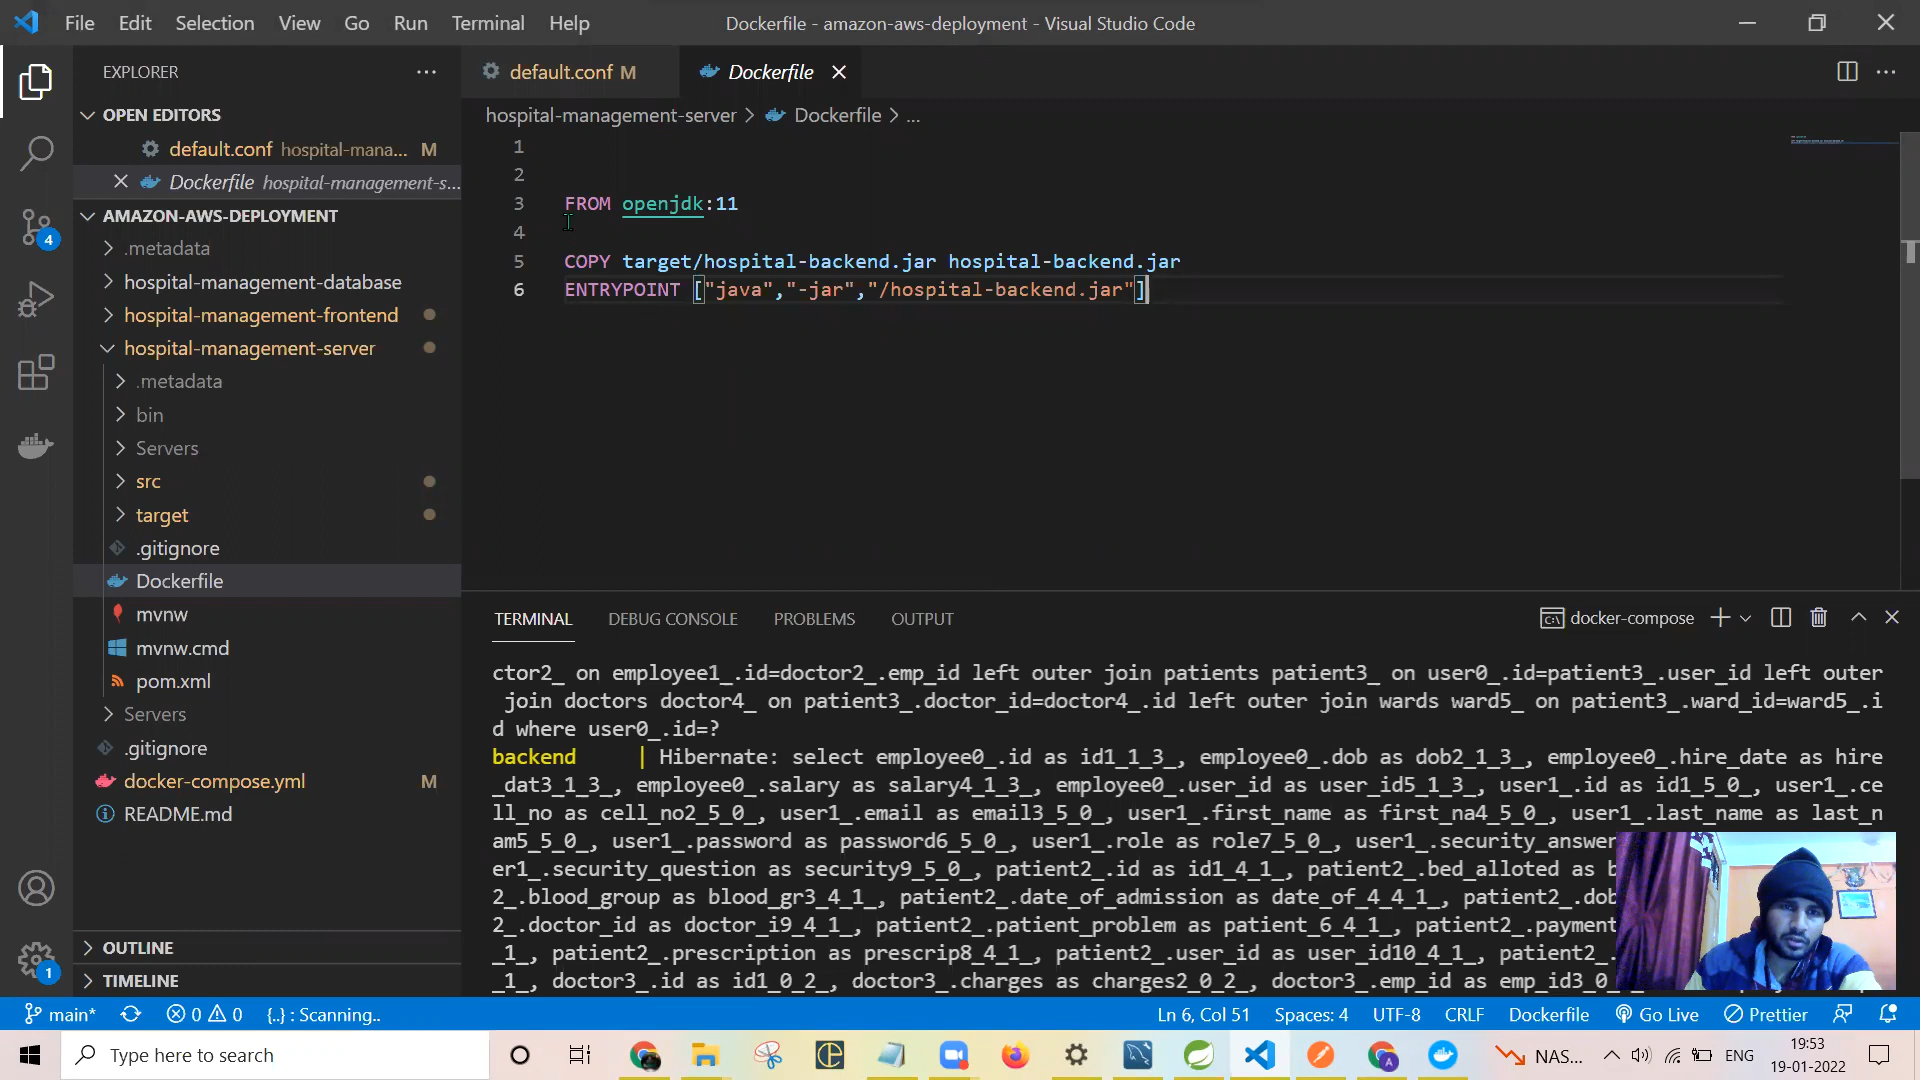 File Edit Selection View Go Run Terminal Help
Dockerfile - amazon-aws-deployment - Visual Studio Code
EXPLORER
OPEN EDITORS
default.conf hospital-mana... M
Dockerfile hospital-management-s...
AMAZON-AWS-DEPLOYMENT
.metadata
hospital-management-database
hospital-management-frontend
hospital-management-server
.metadata
bin
Servers
src
target
.gitignore
Dockerfile
mvnw
mvnw.cmd
pom.xml
Servers
.gitignore
docker-compose.yml M
README.md
OUTLINE
TIMELINE
4
1
default.conf M
Dockerfile
hospital-management-server > Dockerfile > ...
1
2
3 FROM openjdk:11
4
5 COPY target/hospital-backend.jar hospital-backend.jar
6 ENTRYPOINT ["java","-jar","/hospital-backend.jar"]
TERMINAL DEBUG CONSOLE PROBLEMS OUTPUT
docker-compose
ctor2_ on employee1_.id=doctor2_.emp_id left outer join patients patient3_ on user0_.id=patient3_.user_id left outer
join doctors doctor4_ on patient3_.doctor_id=doctor4_.id left outer join wards ward5_ on patient3_.ward_id=ward5_.i
d where user0_.id=?
backend | Hibernate: select employee0_.id as id1_1_3_, employee0_.dob as dob2_1_3_, employee0_.hire_date as hire
_dat3_1_3_, employee0_.salary as salary4_1_3_, employee0_.user_id as user_id5_1_3_, user1_.id as id1_5_0_, user1_.ce
ll_no as cell_no2_5_0_, user1_.email as email3_5_0_, user1_.first_name as first_na4_5_0_, user1_.last_name as last_n
am5_5_0_, user1_.password as password6_5_0_, user1_.role as role7_5_0_, user1_.security_answer
er1_.security_question as security9_5_0_, patient2_.id as id1_4_1_, patient2_.bed_alloted as b
2_.blood_group as blood_gr3_4_1_, patient2_.date_of_admission as date_of_4_4_1_, patient2_.dob
2_.doctor_id as doctor_i9_4_1_, patient2_.patient_problem as patient_6_4_1_, patient2_.payment
_1_, patient2_.prescription as prescrip8_4_1_, patient2_.user_id as user_id10_4_1_, patient2_.
_1_, doctor3_.id as id1_0_2_, doctor3_.charges as charges2_0_2_, doctor3_.emp_id as emp_id3_0_
main* 0 0 {..} : Scanning.. Ln 6, Col 51 Spaces: 4 UTF-8 CRLF Dockerfile Go Live Prettier
Type here to search
NAS... ENG
19:53
19-01-2022